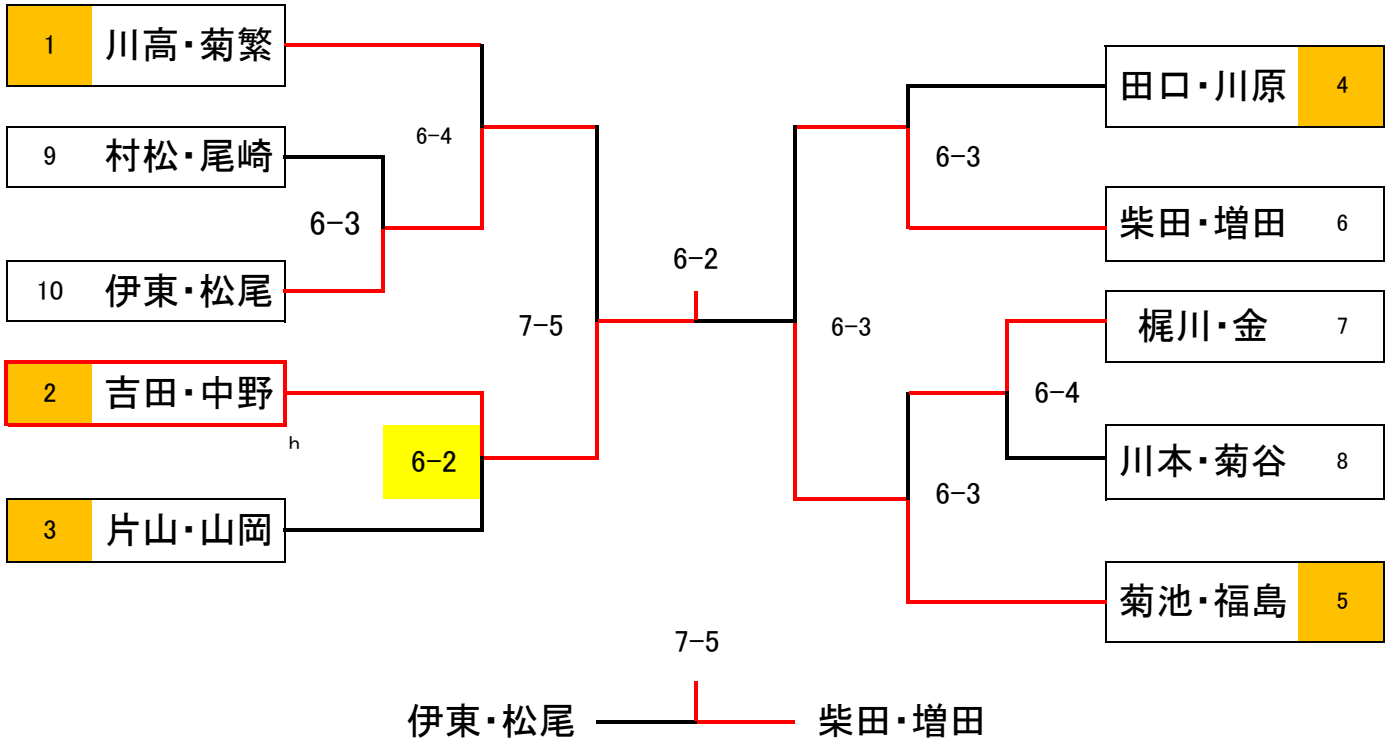 1 川高・菊繁
9 村松・尾崎
10 伊東・松尾
2 吉田・中野
h
3 片山・山岡
6-4
6-3
6-2
7-5
6-2
6-3
6-3
6-4
6-3
田口・川原 4
柴田・増田 6
梶川・金 7
川本・菊谷 8
菊池・福島 5
7-5
伊東・松尾 柴田・増田